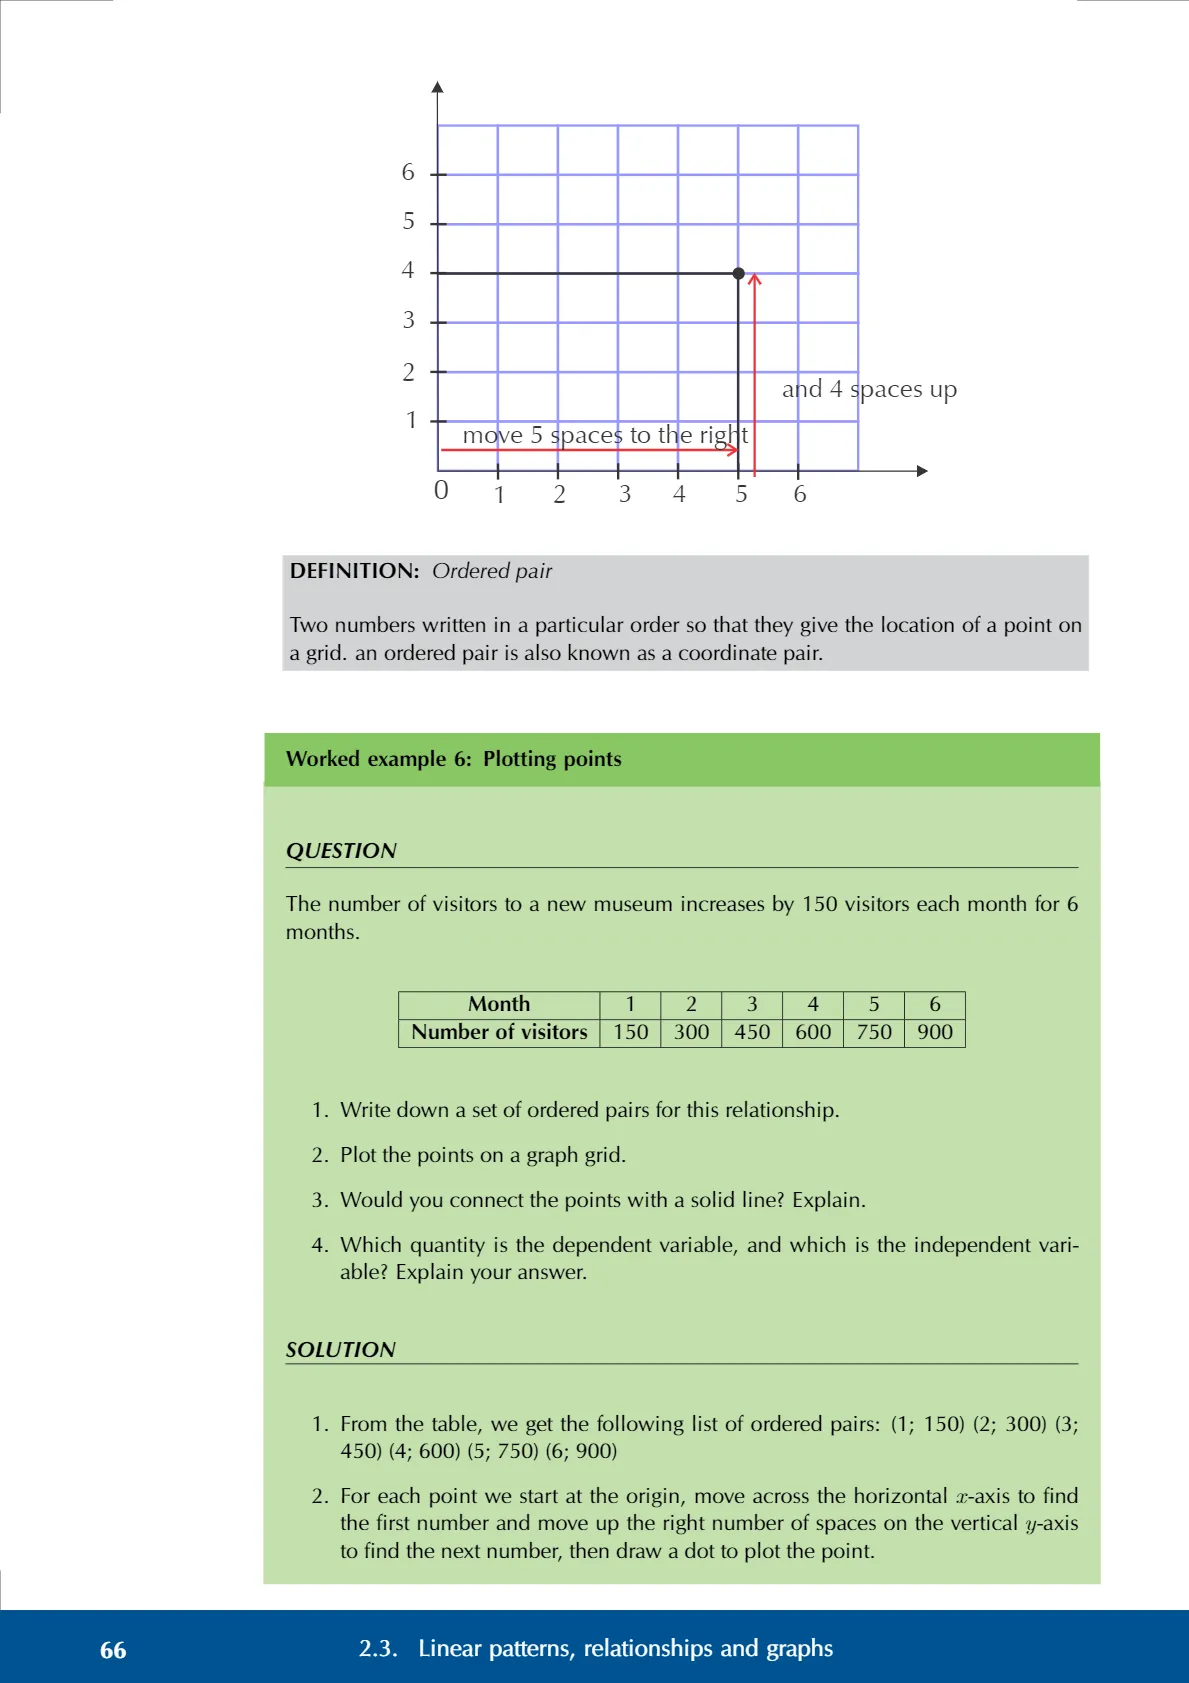 6
5
4
3
2
and 4 spaces up
1
move 5 spaces to the right
0 1 2 3 4 5 6
DEFINITION: Ordered pair
Two numbers written in a particular order so that they give the location of a point on
a grid. an ordered pair is also known as a coordinate pair.
Worked example 6: Plotting points
QUESTION
The number of visitors to a new museum increases by 150 visitors each month for 6
months.
Month 1 2 3 4 5 6
Number of visitors 150 300 450 600 750 900
1. Write down a set of ordered pairs for this relationship.
2. Plot the points on a graph grid.
3. Would you connect the points with a solid line? Explain.
4. Which quantity is the dependent variable, and which is the independent vari-
able? Explain your answer.
SOLUTION
1. From the table, we get the following list of ordered pairs: (1; 150) (2; 300) (3;
450) (4; 600) (5; 750) (6; 900)
2. For each point we start at the origin, move across the horizontal x-axis to find
the first number and move up the right number of spaces on the vertical y-axis
to find the next number, then draw a dot to plot the point.
66 2.3. Linear patterns, relationships and graphs